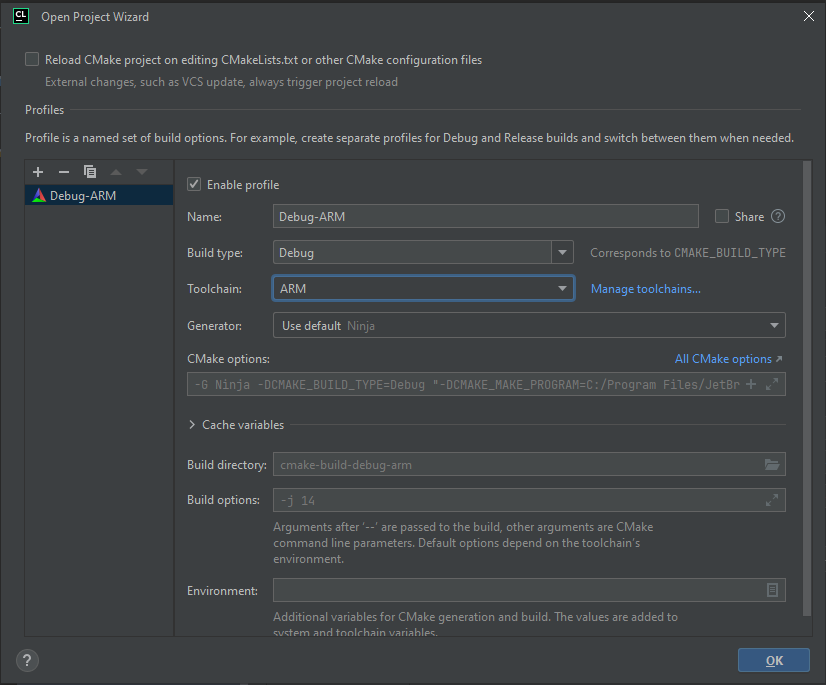 CL Open Project Wizard
Reload CMake project on editing CMakeLists.txt or other CMake configuration files
External changes, such as VCS update, always trigger project reload
Profiles
Profile is a named set of build options. For example, create separate profiles for Debug and Release builds and switch between them when needed.
Debug-ARM
Enable profile
Name: Debug-ARM Share ?
Build type: Debug Corresponds to CMAKE_BUILD_TYPE
Toolchain: ARM Manage toolchains...
Generator: Use default Ninja
CMake options: All CMake options ↗
-G Ninja -DCMAKE_BUILD_TYPE=Debug "-DCMAKE_MAKE_PROGRAM=C:/Program Files/JetBr
Cache variables
Build directory: cmake-build-debug-arm
Build options: -j 14
Arguments after '--' are passed to the build, other arguments are CMake
command line parameters. Default options depend on the toolchain's
environment.
Environment:
Additional variables for CMake generation and build. The values are added to
system and toolchain variables.
? OK